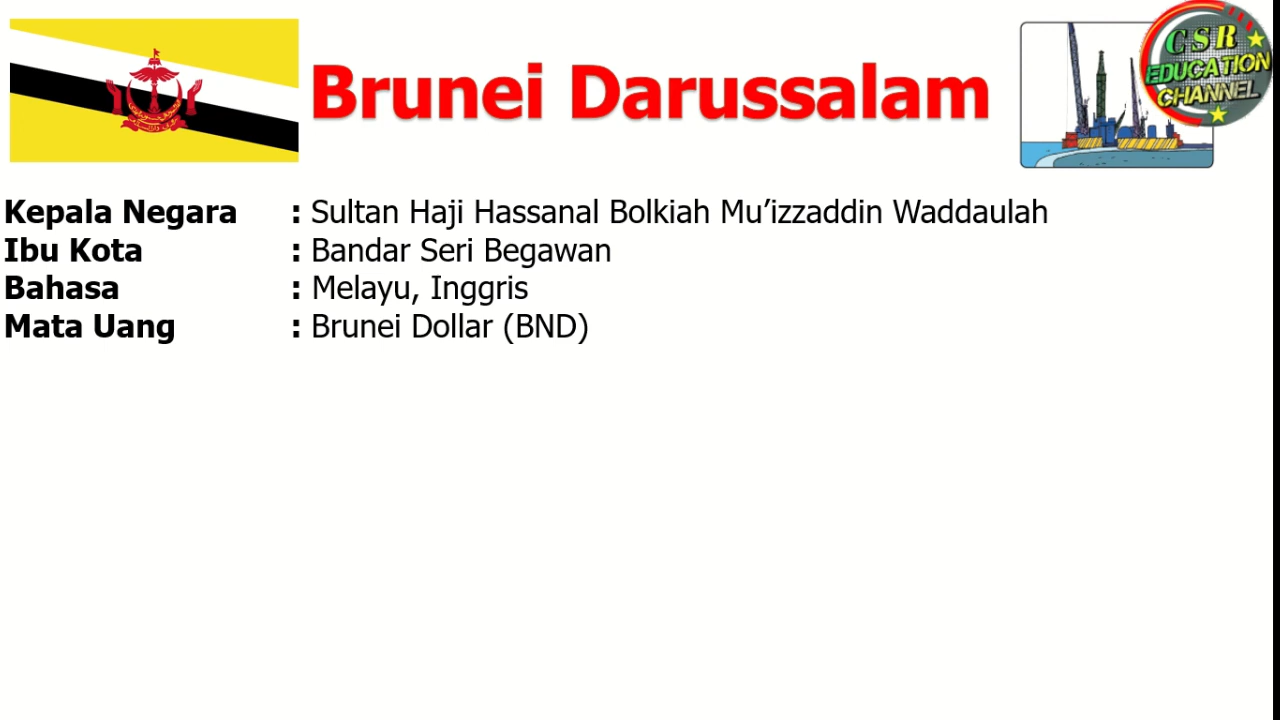 Brunei Darussalam
CSR
EDUCATION
CHANNEL
Kepala Negara : Sultan Haji Hassanal Bolkiah Mu’izzaddin Waddaulah
Ibu Kota : Bandar Seri Begawan
Bahasa : Melayu, Inggris
Mata Uang : Brunei Dollar (BND)